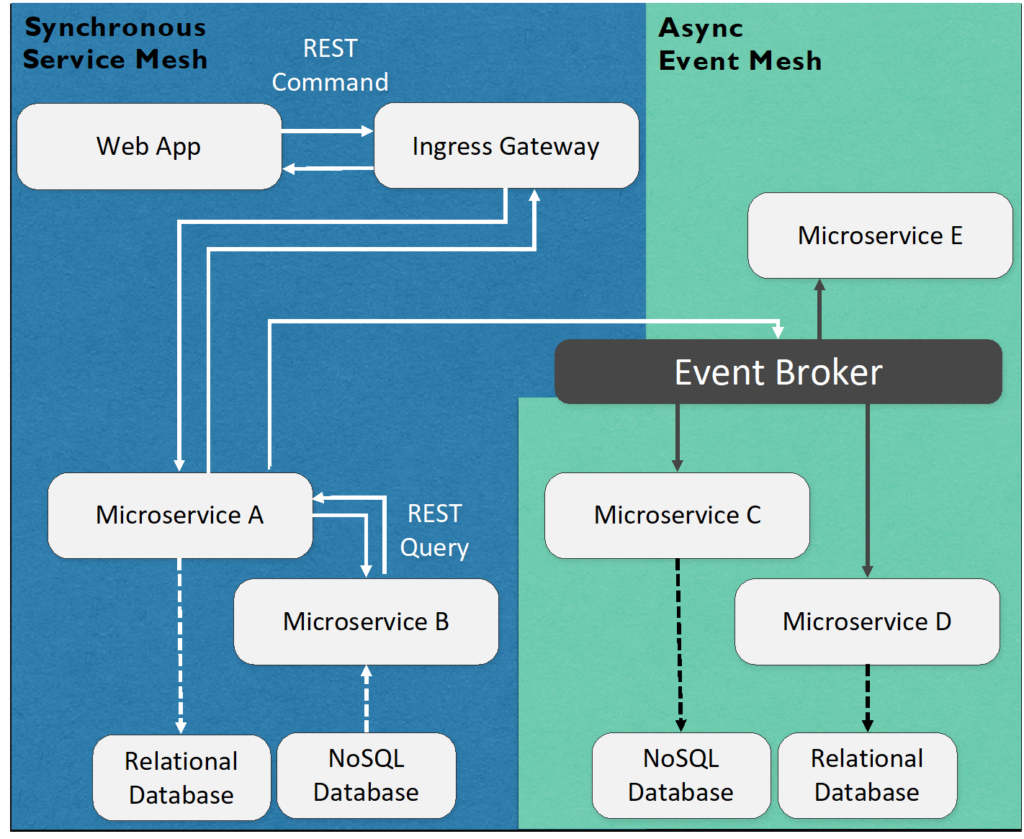 Synchronous
Service Mesh
REST
Command
Async
Event Mesh
Web App
Ingress Gateway
Microservice E
Event Broker
Microservice A
REST
Query
Microservice C
Microservice B
Microservice D
Relational
Database
NoSQL
Database
NoSQL
Database
Relational
Database